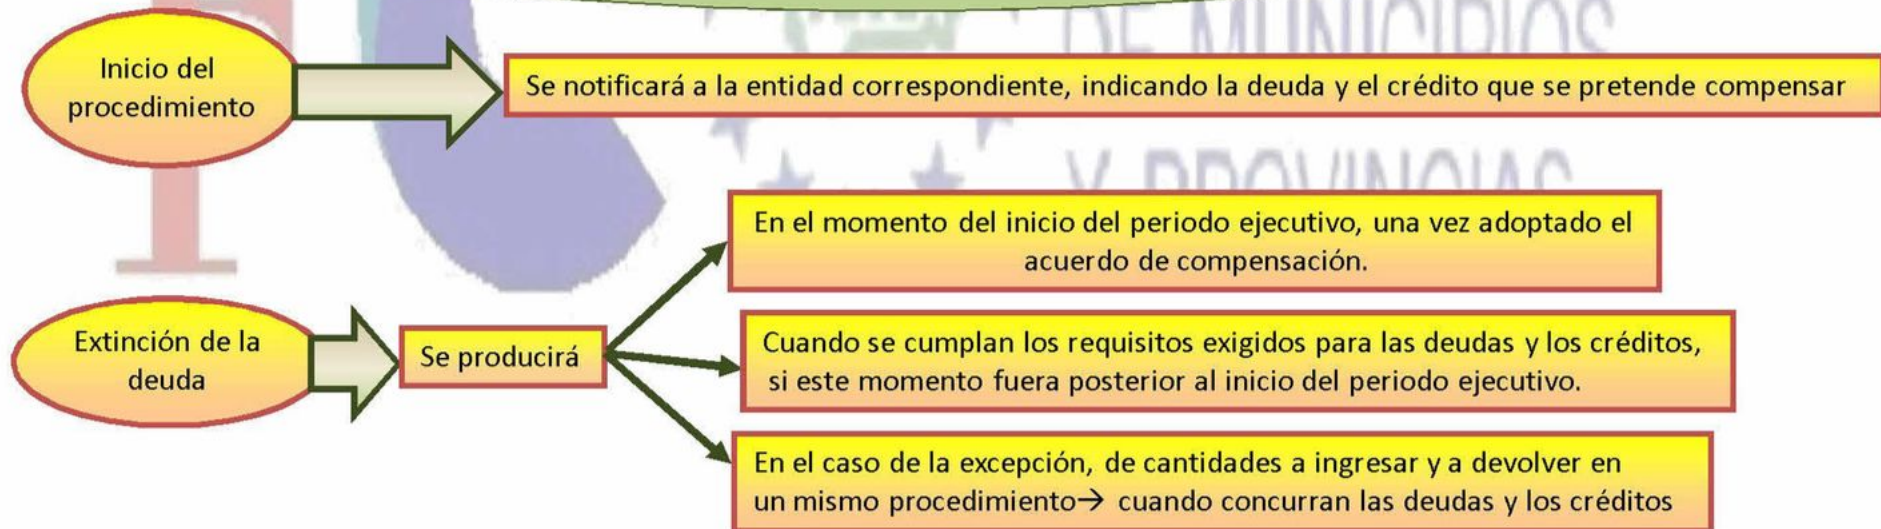 DE MUNICIPIOS
Inicio del
procedimiento
Se notificará a la entidad correspondiente, indicando la deuda y el crédito que se pretende compensar
Y PROVINCIAS
En el momento del inicio del periodo ejecutivo, una vez adoptado el
acuerdo de compensación.
Extinción de la
deuda
Se producirá
Cuando se cumplan los requisitos exigidos para las deudas y los créditos,
si este momento fuera posterior al inicio del periodo ejecutivo.
En el caso de la excepción, de cantidades a ingresar y a devolver en
un mismo procedimiento→ cuando concurran las deudas y los créditos